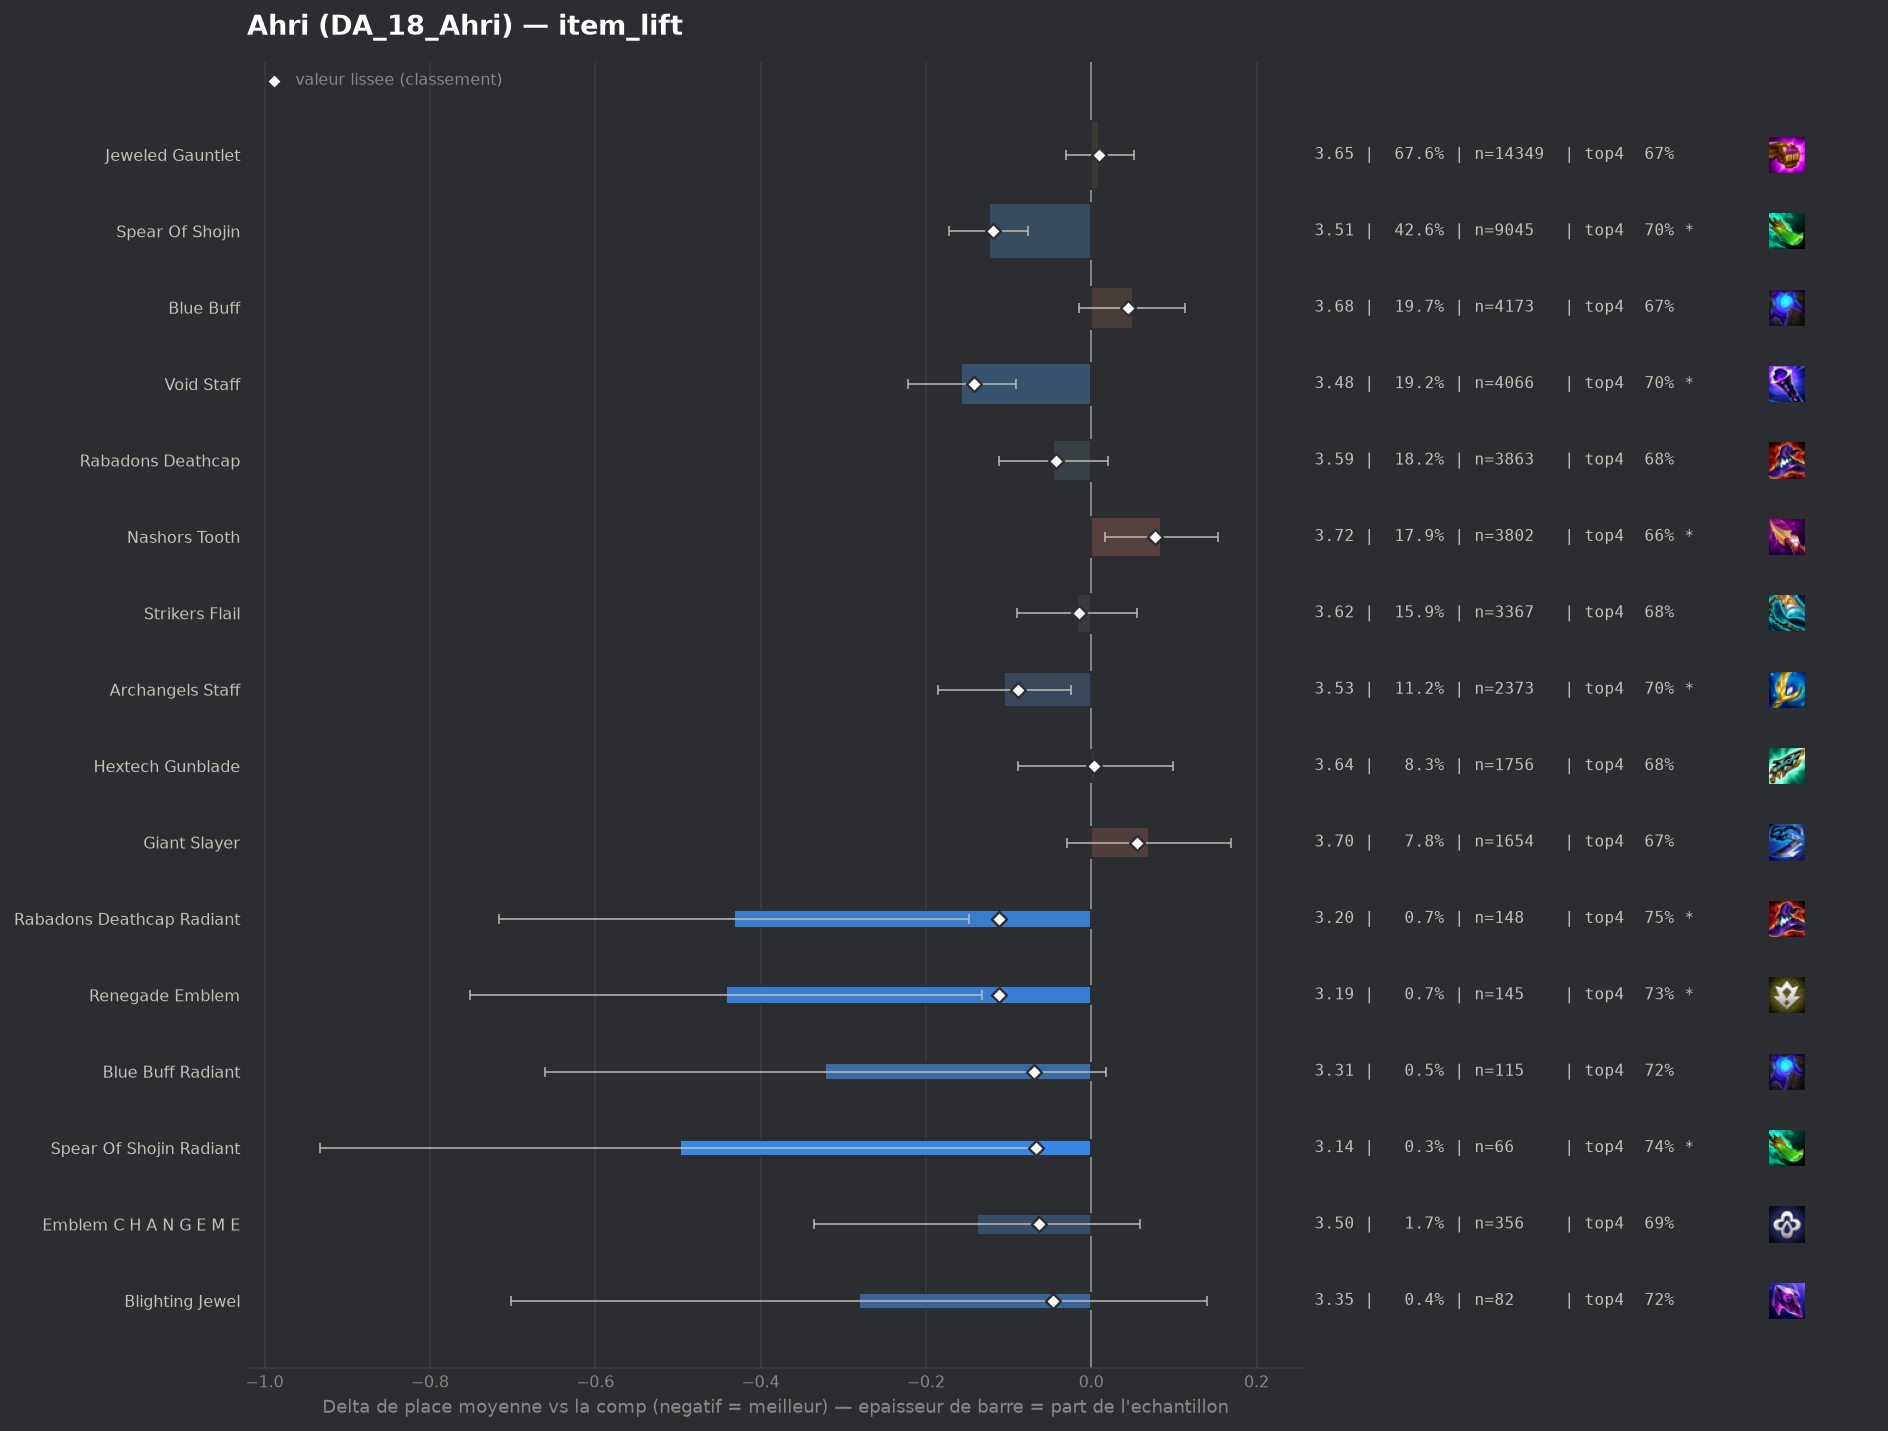 Ahri (DA_18_Ahri) — item_lift
valeur lissee (classement)
Jeweled Gauntlet 3.65 | 67.6% | n=14349 | top4 67%
Spear Of Shojin 3.51 | 42.6% | n=9045 | top4 70% *
Blue Buff 3.68 | 19.7% | n=4173 | top4 67%
Void Staff 3.48 | 19.2% | n=4066 | top4 70% *
Rabadons Deathcap 3.59 | 18.2% | n=3863 | top4 68%
Nashors Tooth 3.72 | 17.9% | n=3802 | top4 66% *
Strikers Flail 3.62 | 15.9% | n=3367 | top4 68%
Archangels Staff 3.53 | 11.2% | n=2373 | top4 70% *
Hextech Gunblade 3.64 | 8.3% | n=1756 | top4 68%
Giant Slayer 3.70 | 7.8% | n=1654 | top4 67%
Rabadons Deathcap Radiant 3.20 | 0.7% | n=148 | top4 75% *
Renegade Emblem 3.19 | 0.7% | n=145 | top4 73% *
Blue Buff Radiant 3.31 | 0.5% | n=115 | top4 72%
Spear Of Shojin Radiant 3.14 | 0.3% | n=66 | top4 74% *
Emblem C H A N G E M E 3.50 | 1.7% | n=356 | top4 69%
Blighting Jewel 3.35 | 0.4% | n=82 | top4 72%
−1.0 −0.8 −0.6 −0.4 −0.2 0.0 0.2
Delta de place moyenne vs la comp (negatif = meilleur) — epaisseur de barre = part de l'echantillon